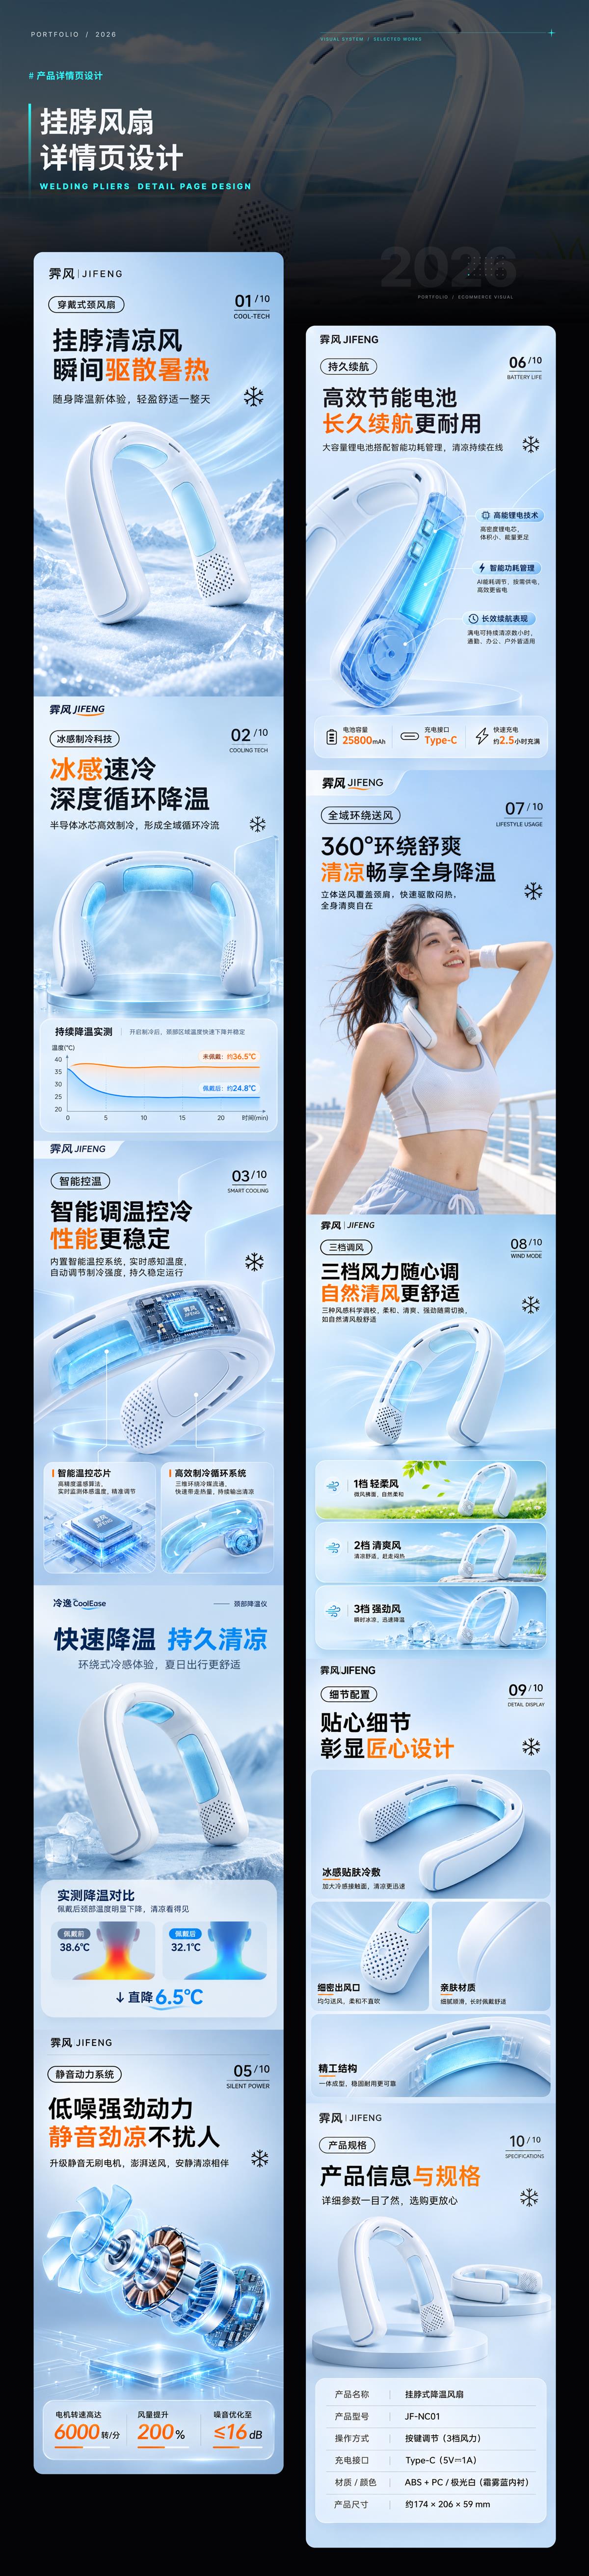 PORTFOLIO / 2026
VISUAL SYSTEM / SELECTED WORKS
# 产品详情页设计
挂脖风扇
详情页设计
WELDING PLIERS DETAIL PAGE DESIGN
2026
PORTFOLIO / ECOMMERCE VISUAL
霁风 | JIFENG
穿戴式颈风扇
01/10
COOL-TECH
挂脖清凉风
瞬间驱散暑热
随身降温新体验，轻盈舒适一整天
霁风 JIFENG
冰感制冷科技
02/10
COOLING TECH
冰感速冷
深度循环降温
半导体冰芯高效制冷，形成全域循环冷流
持续降温实测
开启制冷后，颈部区域温度快速下降并稳定
温度(°C)
40
35
30
25
20
未佩戴：约36.5°C
佩戴后：约24.8°C
0 5 10 15 20 时间(min)
霁风 JIFENG
智能控温
03/10
SMART COOLING
智能调温控冷
性能更稳定
内置智能温控系统，实时感知温度，
自动调节制冷强度，持久稳定运行
霁风
JIFENG
智能温控芯片
高精度温感算法，
实时监测体感温度，精准调节
霁风
JIFENG
高效制冷循环系统
三维环绕冷媒流通，
快速带走热量，持续输出清凉
冷逸 CoolEase
颈部降温仪
快速降温 持久清凉
环绕式冷感体验，夏日出行更舒适
实测降温对比
佩戴后颈部温度明显下降，清凉看得见
佩戴前
38.6°C
佩戴后
32.1°C
↓直降6.5°C
霁风 JIFENG
静音动力系统
05/10
SILENT POWER
低噪强劲动力
静音劲凉不扰人
升级静音无刷电机，澎湃送风，安静清凉相伴
电机转速高达
6000转/分
风量提升
200%
噪音优化至
≤16dB
霁风 JIFENG
持久续航
06/10
BATTERY LIFE
高效节能电池
长久续航更耐用
大容量锂电池搭配智能功耗管理，清凉持续在线
高能锂电技术
高密度锂电芯，
体积小、能量更足
智能功耗管理
AI能耗调节，按需供电，
高效更省电
长效续航表现
满电可持续清凉数小时，
通勤、办公、户外皆适用
电池容量
25800mAh
充电接口
Type-C
快速充电
约2.5小时充满
霁风 JIFENG
全域环绕送风
07/10
LIFESTYLE USAGE
360°环绕舒爽
清凉畅享全身降温
立体送风覆盖颈肩，快速驱散闷热，
全身清爽自在
霁风 | JIFENG
三档调风
08/10
WIND MODE
三档风力随心调
自然清风更舒适
三种风感科学调校，柔和、清爽、强劲随需切换，
如自然清风般舒适
1档 轻柔风
微风拂面，自然柔和
2档 清爽风
清凉舒适，赶走闷热
3档 强劲风
瞬时冰凉，迅速降温
霁风 JIFENG
细节配置
09/10
DETAIL DISPLAY
贴心细节
彰显匠心设计
冰感贴肤冷敷
加大冷感接触面，清凉更迅速
细密出风口
均匀送风，柔和不直吹
亲肤材质
细腻顺滑，长时佩戴舒适
精工结构
一体成型，稳固耐用更可靠
霁风 | JIFENG
产品规格
10/10
SPECIFICATIONS
产品信息与规格
详细参数一目了然，选购更放心
产品名称 挂脖式降温风扇
产品型号 JF-NC01
操作方式 按键调节（3档风力）
充电接口 Type-C（5V⎓1A）
材质 / 颜色 ABS + PC / 极光白（霜雾蓝内衬）
产品尺寸 约174 × 206 × 59 mm